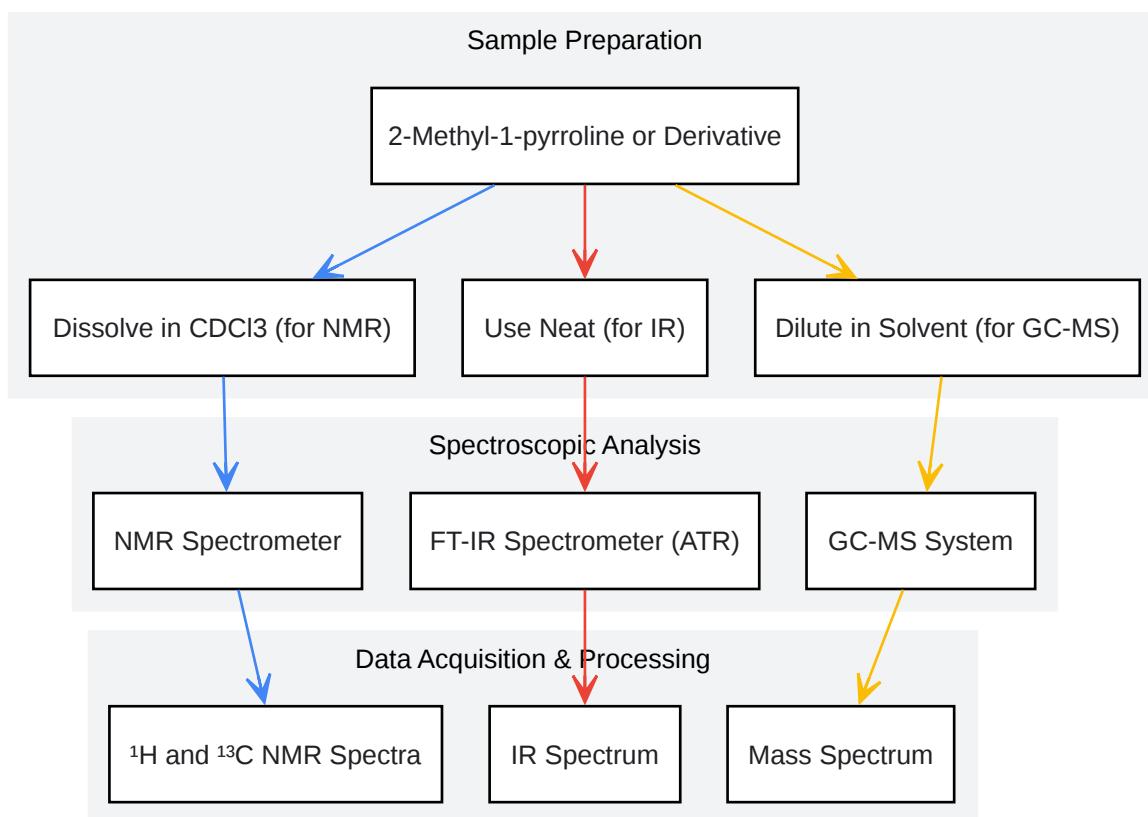 Sample Preparation
2-Methyl-1-pyrroline or Derivative
Dissolve in CDCl3 (for NMR)
Use Neat (for IR)
Dilute in Solvent (for GC-MS)
Spectroscopic Analysis
NMR Spectrometer
FT-IR Spectrometer (ATR)
GC-MS System
Data Acquisition & Processing
¹H and ¹³C NMR Spectra
IR Spectrum
Mass Spectrum